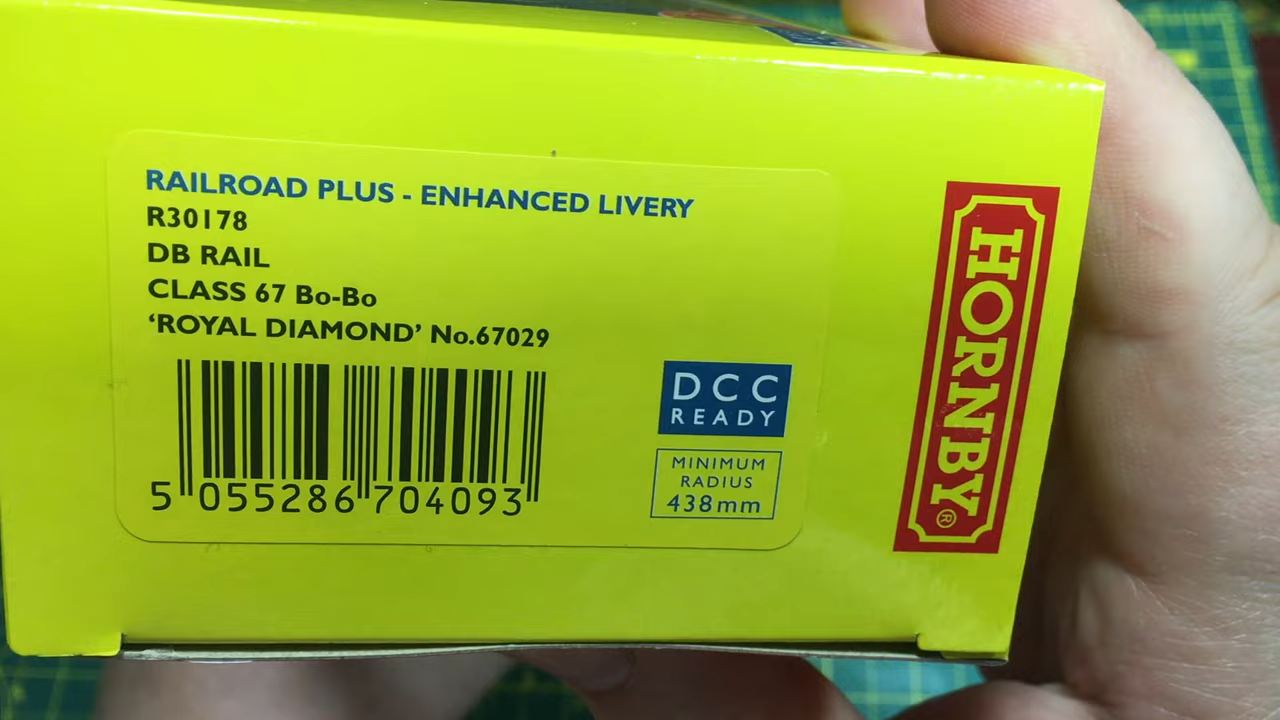 RAILROAD PLUS - ENHANCED LIVERY
R30178
DB RAIL
CLASS 67 Bo-Bo
‘ROYAL DIAMOND’ No.67029
5 055286 704093
DCC
READY
MINIMUM
RADIUS
438mm
HORNBY®